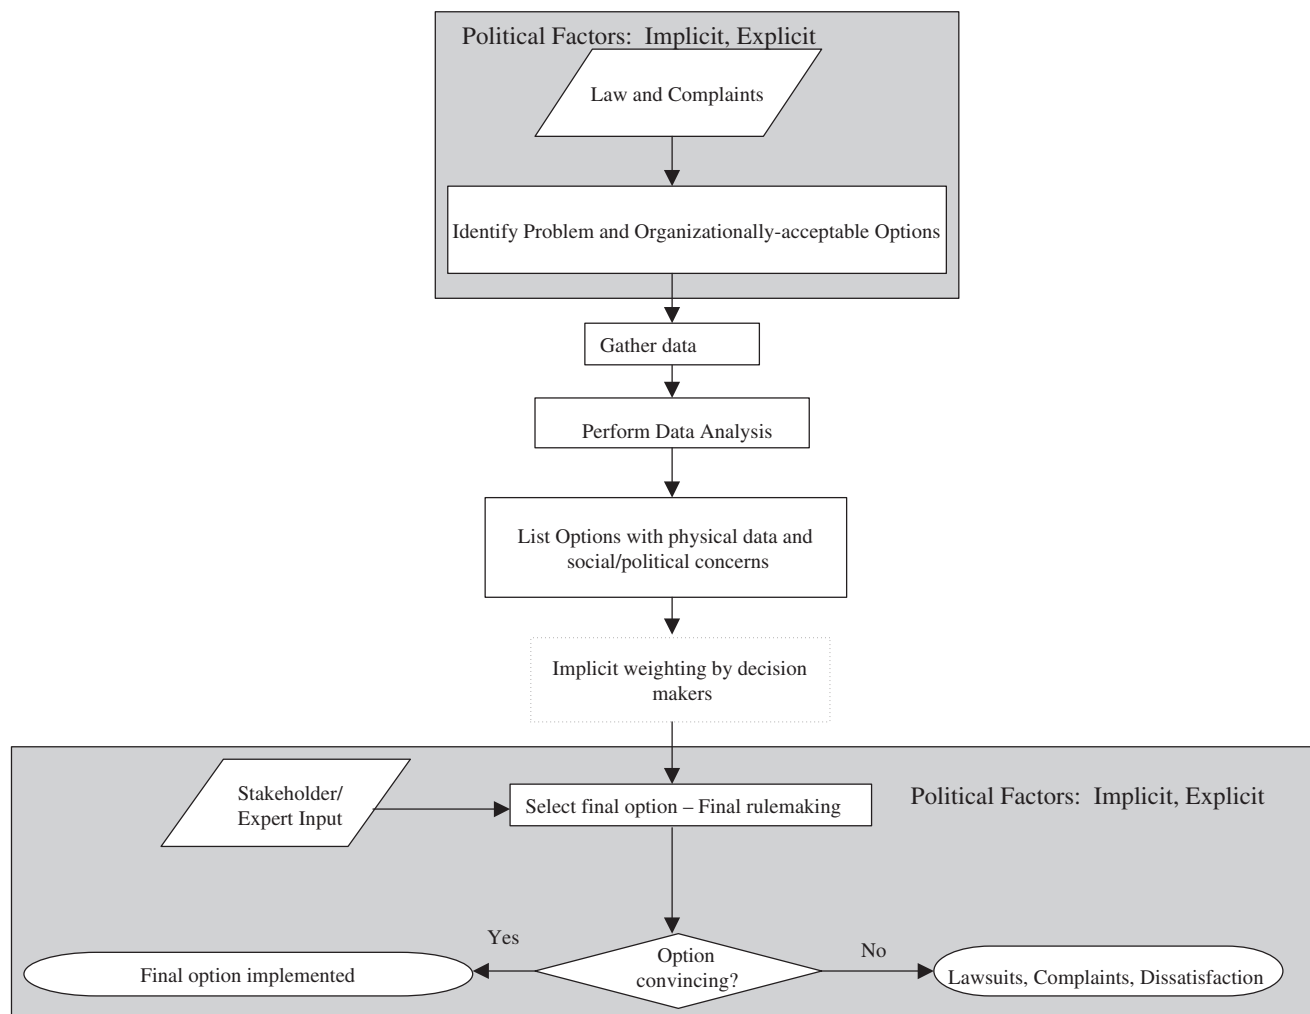 Political Factors: Implicit, Explicit
Law and Complaints
Identify Problem and Organizationally-acceptable Options
Gather data
Perform Data Analysis
List Options with physical data and
social/political concerns
Implicit weighting by decision
makers
Stakeholder/
Expert Input
Select final option – Final rulemaking
Political Factors: Implicit, Explicit
Yes
Option
convincing?
No
Final option implemented
Lawsuits, Complaints, Dissatisfaction